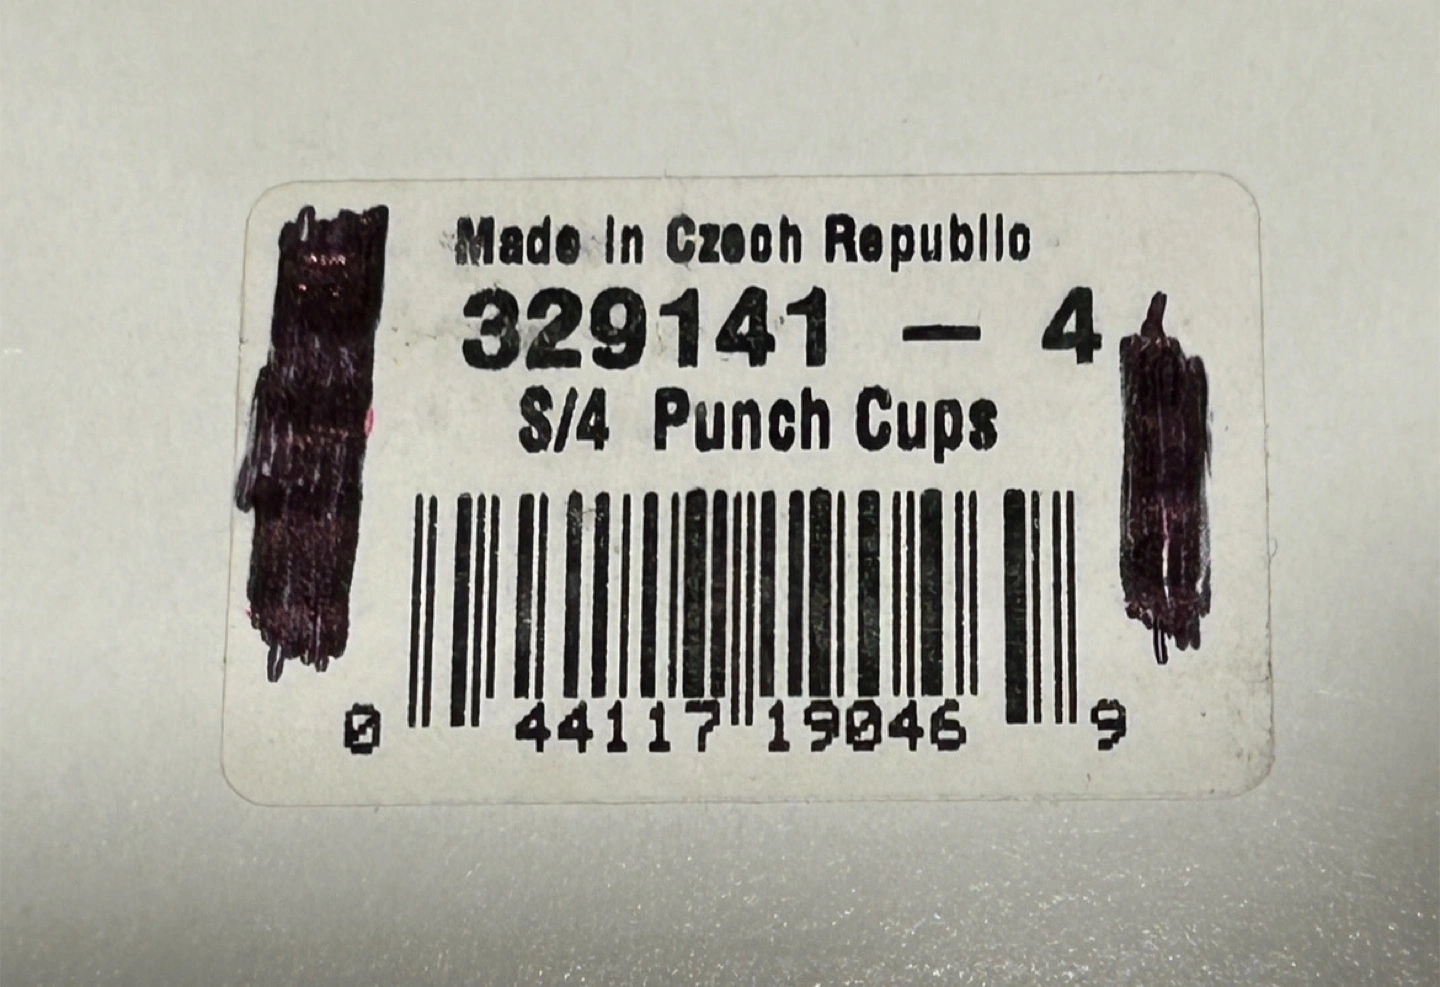 Made in Czech Republic
329141 – 4
S/4 Punch Cups
0 44117 19046 9